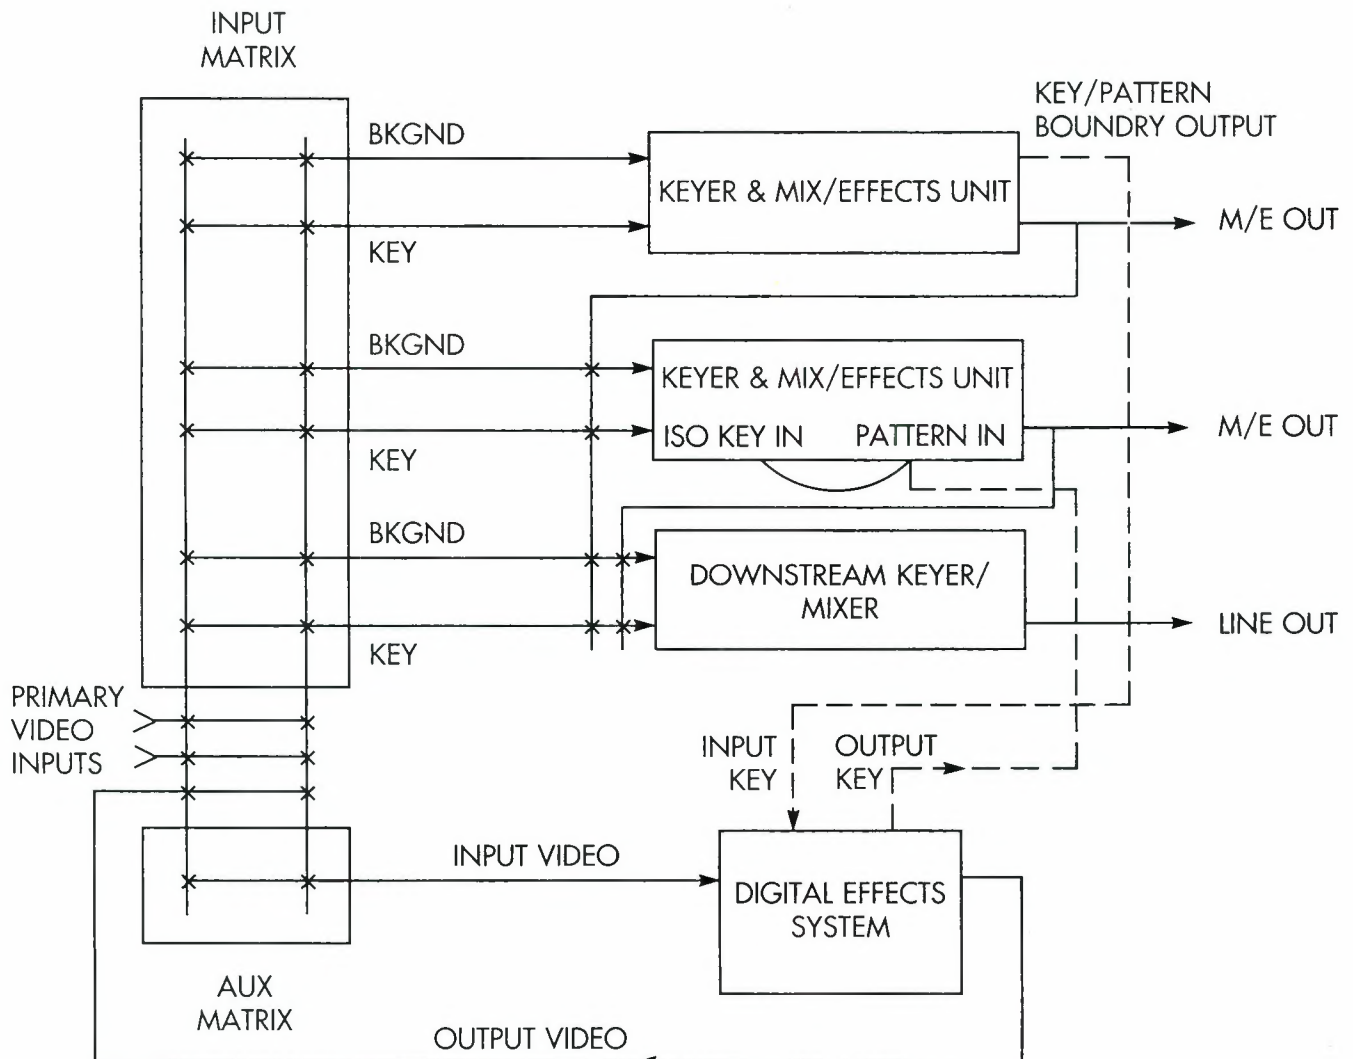 INPUT
MATRIX
KEY/PATTERN
BOUNDRY OUTPUT
BKGND
KEYER & MIX/EFFECTS UNIT
M/E OUT
KEY
BKGND
KEYER & MIX/EFFECTS UNIT
ISO KEY IN PATTERN IN
M/E OUT
KEY
BKGND
DOWNSTREAM KEYER/
MIXER
LINE OUT
KEY
PRIMARY
VIDEO
INPUTS
INPUT
KEY
OUTPUT
KEY
INPUT VIDEO
DIGITAL EFFECTS
SYSTEM
AUX
MATRIX
OUTPUT VIDEO